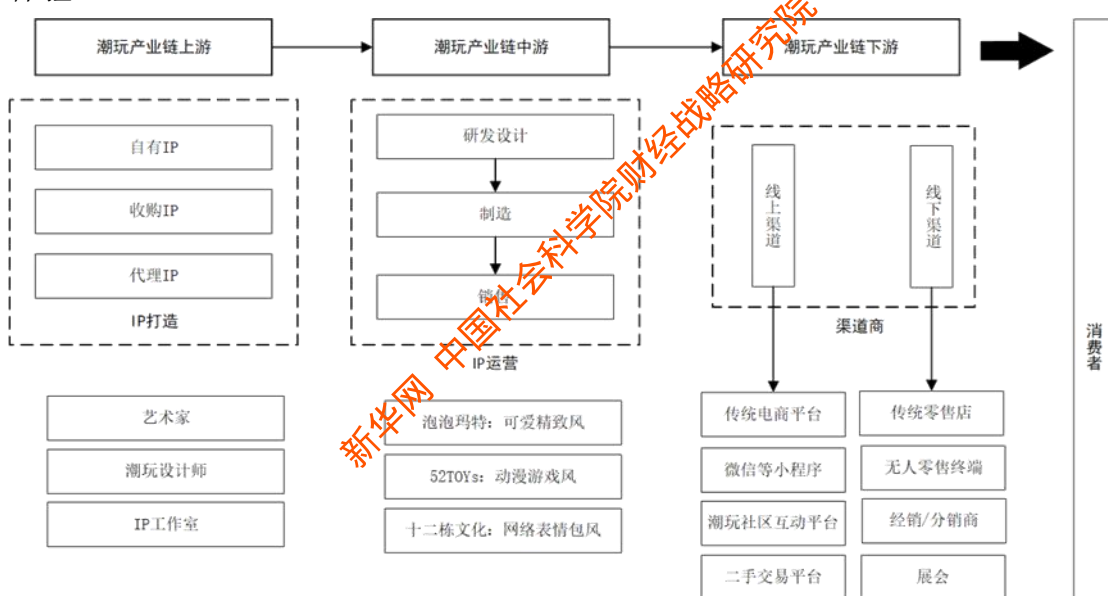 潮玩产业链上游
潮玩产业链中游
潮玩产业链下游
自有IP
收购IP
代理IP
IP打造
研发设计
制造
销售
IP运营
线上渠道
线下渠道
渠道商
消费者
艺术家
潮玩设计师
IP工作室
泡泡玛特：可爱精致风
52TOYs：动漫游戏风
十二栋文化：网络表情包风
传统电商平台
微信等小程序
潮玩社区互动平台
二手交易平台
传统零售店
无人零售终端
经销/分销商
展会
新华网 中国社会科学院财经战略研究院